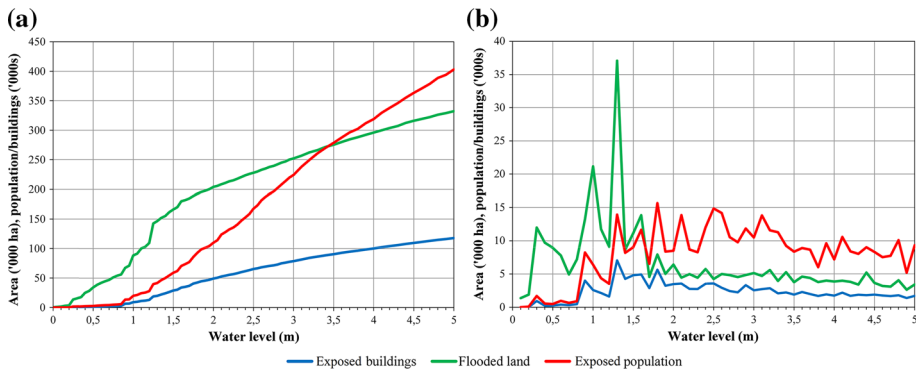 (a)
(b)
Area ('000 ha), population/buildings ('000s)
450
400
350
300
250
200
150
100
50
0
0 0,5 1 1,5 2 2,5 3 3,5 4 4,5 5
Water level (m)
Area ('000 ha), population/buildings ('000s)
40
35
30
25
20
15
10
5
0
0 0,5 1 1,5 2 2,5 3 3,5 4 4,5 5
Water level (m)
Exposed buildings Flooded land Exposed population